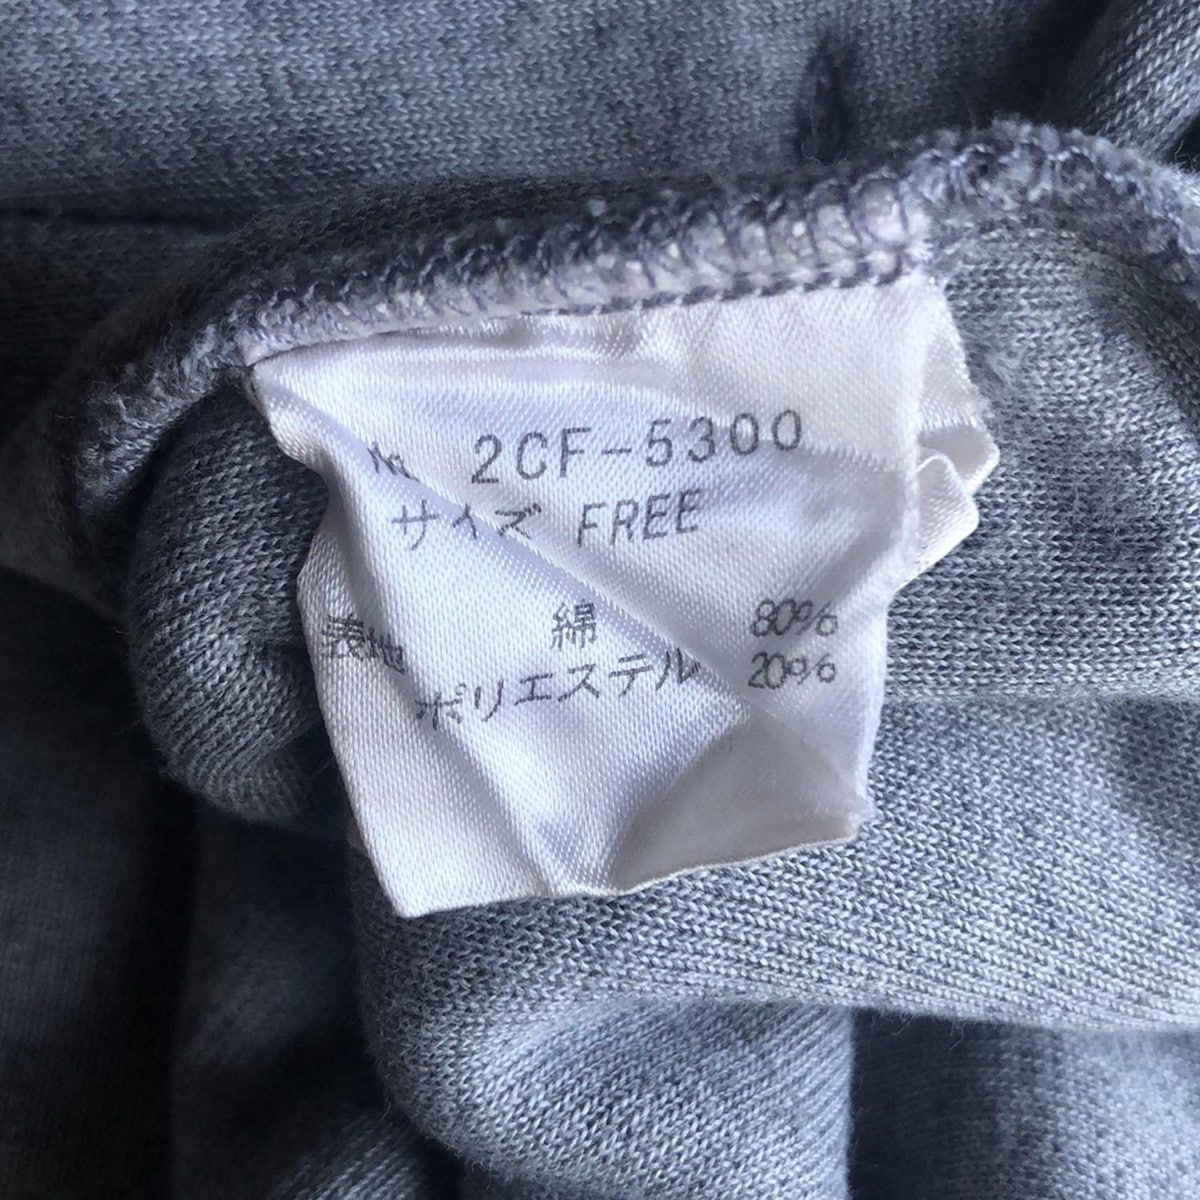 № 2CF-5300
サイズ FREE
表地 綿 80%
ポリエステル 20%